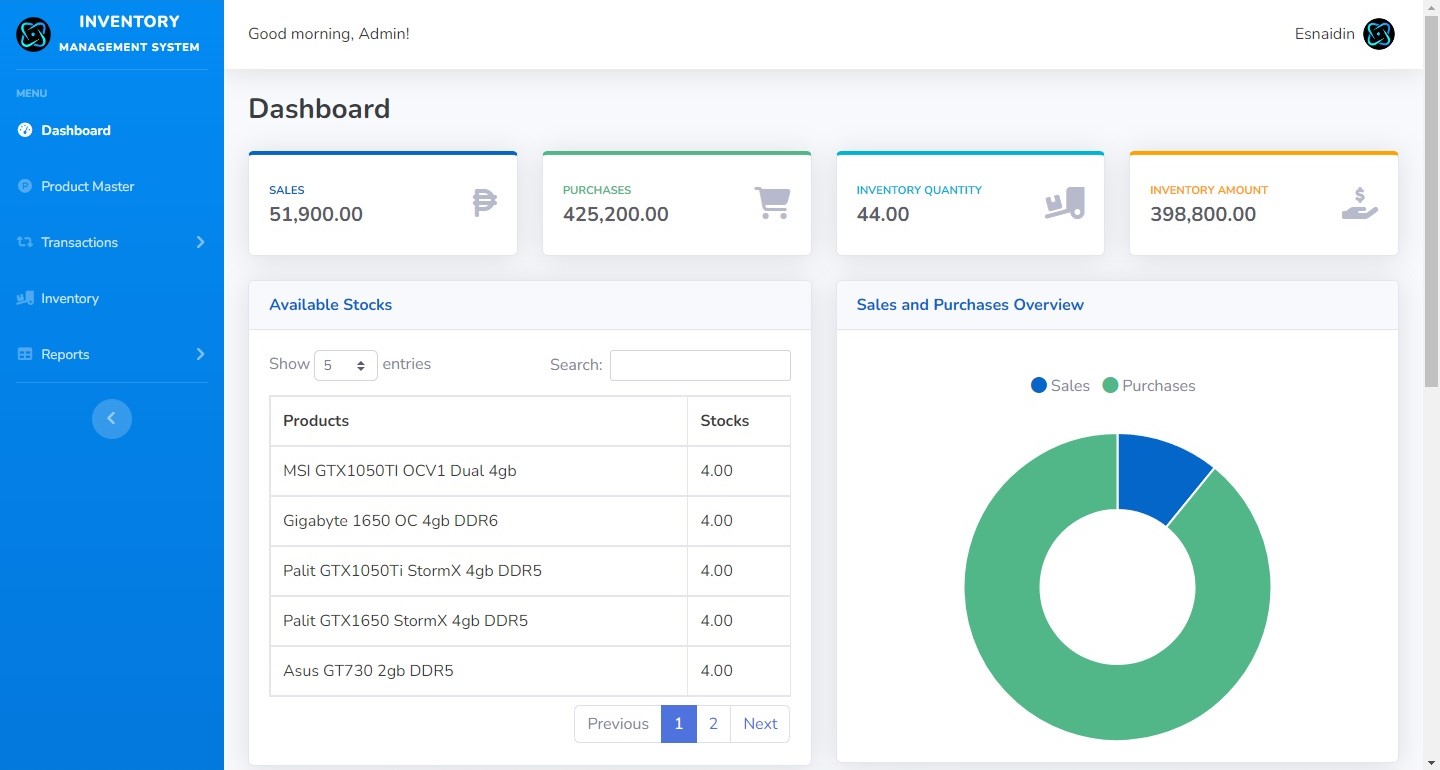 INVENTORY
MANAGEMENT SYSTEM
MENU
Dashboard
Product Master
Transactions
Inventory
Reports
Good morning, Admin!
Esnaidin
Dashboard
SALES
51,900.00
PURCHASES
425,200.00
INVENTORY QUANTITY
44.00
INVENTORY AMOUNT
398,800.00
Available Stocks
Show 5 entries
Search:
Products Stocks
MSI GTX1050TI OCV1 Dual 4gb 4.00
Gigabyte 1650 OC 4gb DDR6 4.00
Palit GTX1050Ti StormX 4gb DDR5 4.00
Palit GTX1650 StormX 4gb DDR5 4.00
Asus GT730 2gb DDR5 4.00
Previous 1 2 Next
Sales and Purchases Overview
Sales Purchases